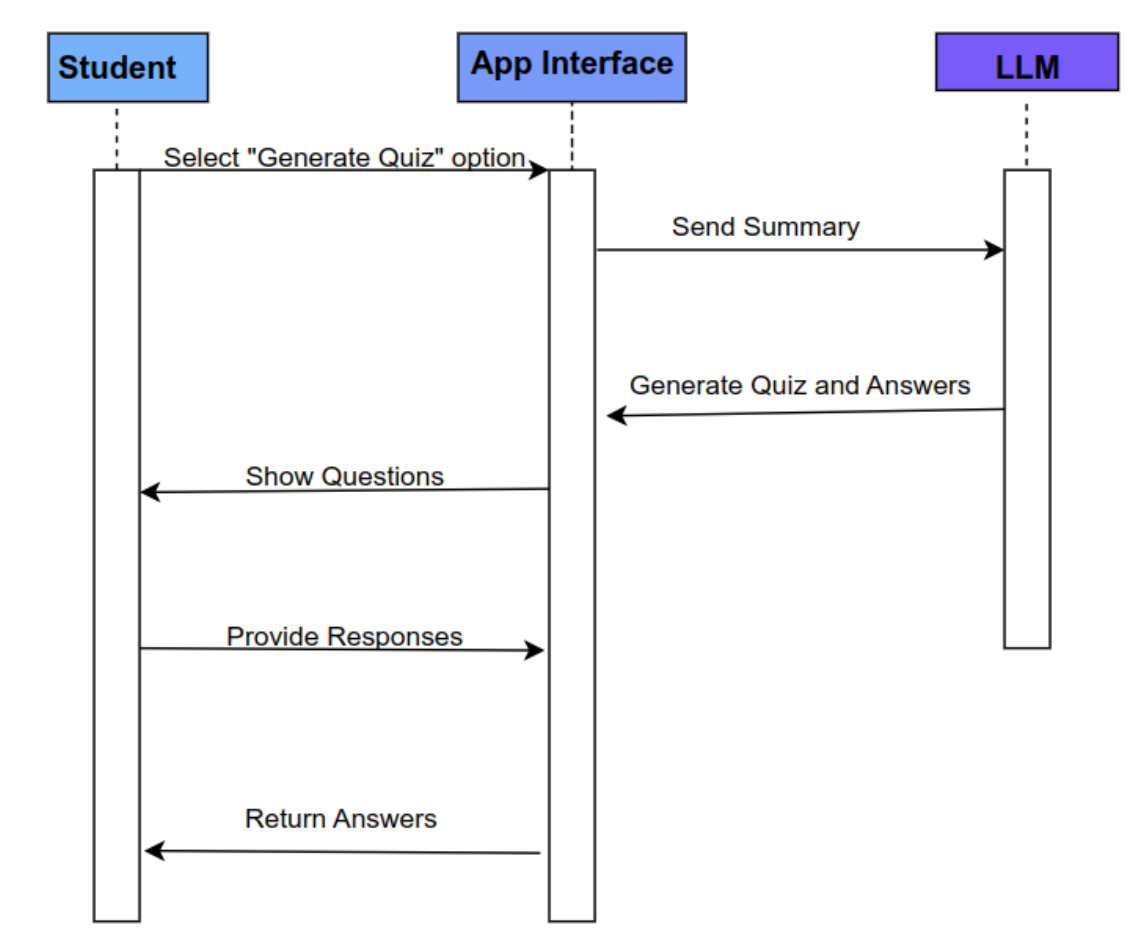 Student
App Interface
LLM
Select "Generate Quiz" option
Send Summary
Generate Quiz and Answers
Show Questions
Provide Responses
Return Answers